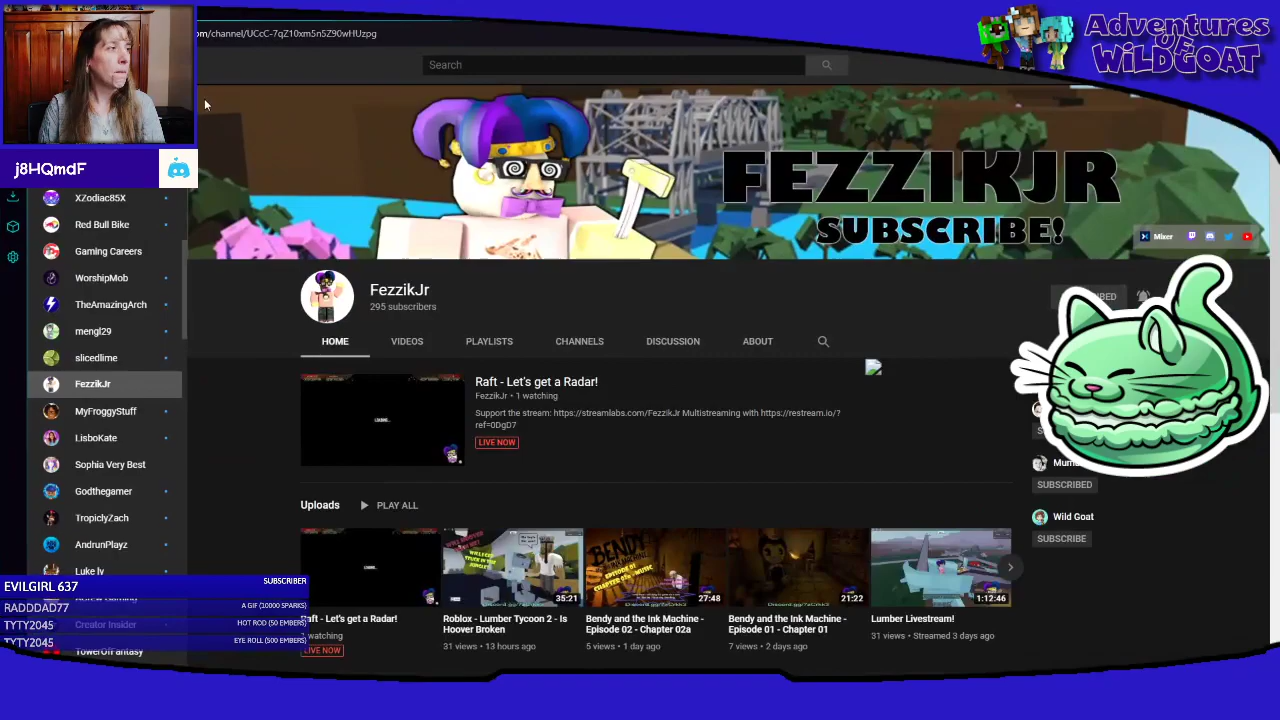 om/channel/UCcC-7qZ10xm5n5Z90wHUzpg
Adventures
OF
WILDGOAT
Search
j8HQmdF
FEZZIKJR
SUBSCRIBE!
Mixer
XZodiac85X
Red Bull Bike
Gaming Careers
WorshipMob
TheAmazingArch
mengl29
slicedlime
FezzikJr
MyFroggyStuff
LisboKate
Sophia Very Best
Godthegamer
TropiclyZach
AndrunPlayz
Luke ly
Creator Insider
TowerOfFantasy
FezzikJr
295 subscribers
HOME VIDEOS PLAYLISTS CHANNELS DISCUSSION ABOUT
Raft - Let's get a Radar!
FezzikJr • 1 watching
Support the stream: https://streamlabs.com/FezzikJr Multistreaming with https://restream.io/?
ref=0DgD7
LIVE NOW
SUBSCRIBED
Wild Goat
SUBSCRIBE
Uploads PLAY ALL
35:21
27:48
21:22
1:12:46
aft - Let's get a Radar!
watching
LIVE NOW
Roblox - Lumber Tycoon 2 - Is
Hoover Broken
31 views • 13 hours ago
Bendy and the Ink Machine -
Episode 02 - Chapter 02a
5 views • 1 day ago
Bendy and the Ink Machine -
Episode 01 - Chapter 01
7 views • 2 days ago
Lumber Livestream!
31 views • Streamed 3 days ago
EVILGIRL 637 SUBSCRIBER
RADDDAD77 A GIF (10000 SPARKS)
TYTY2045 HOT ROD (50 EMBERS)
TYTY2045 EYE ROLL (500 EMBERS)